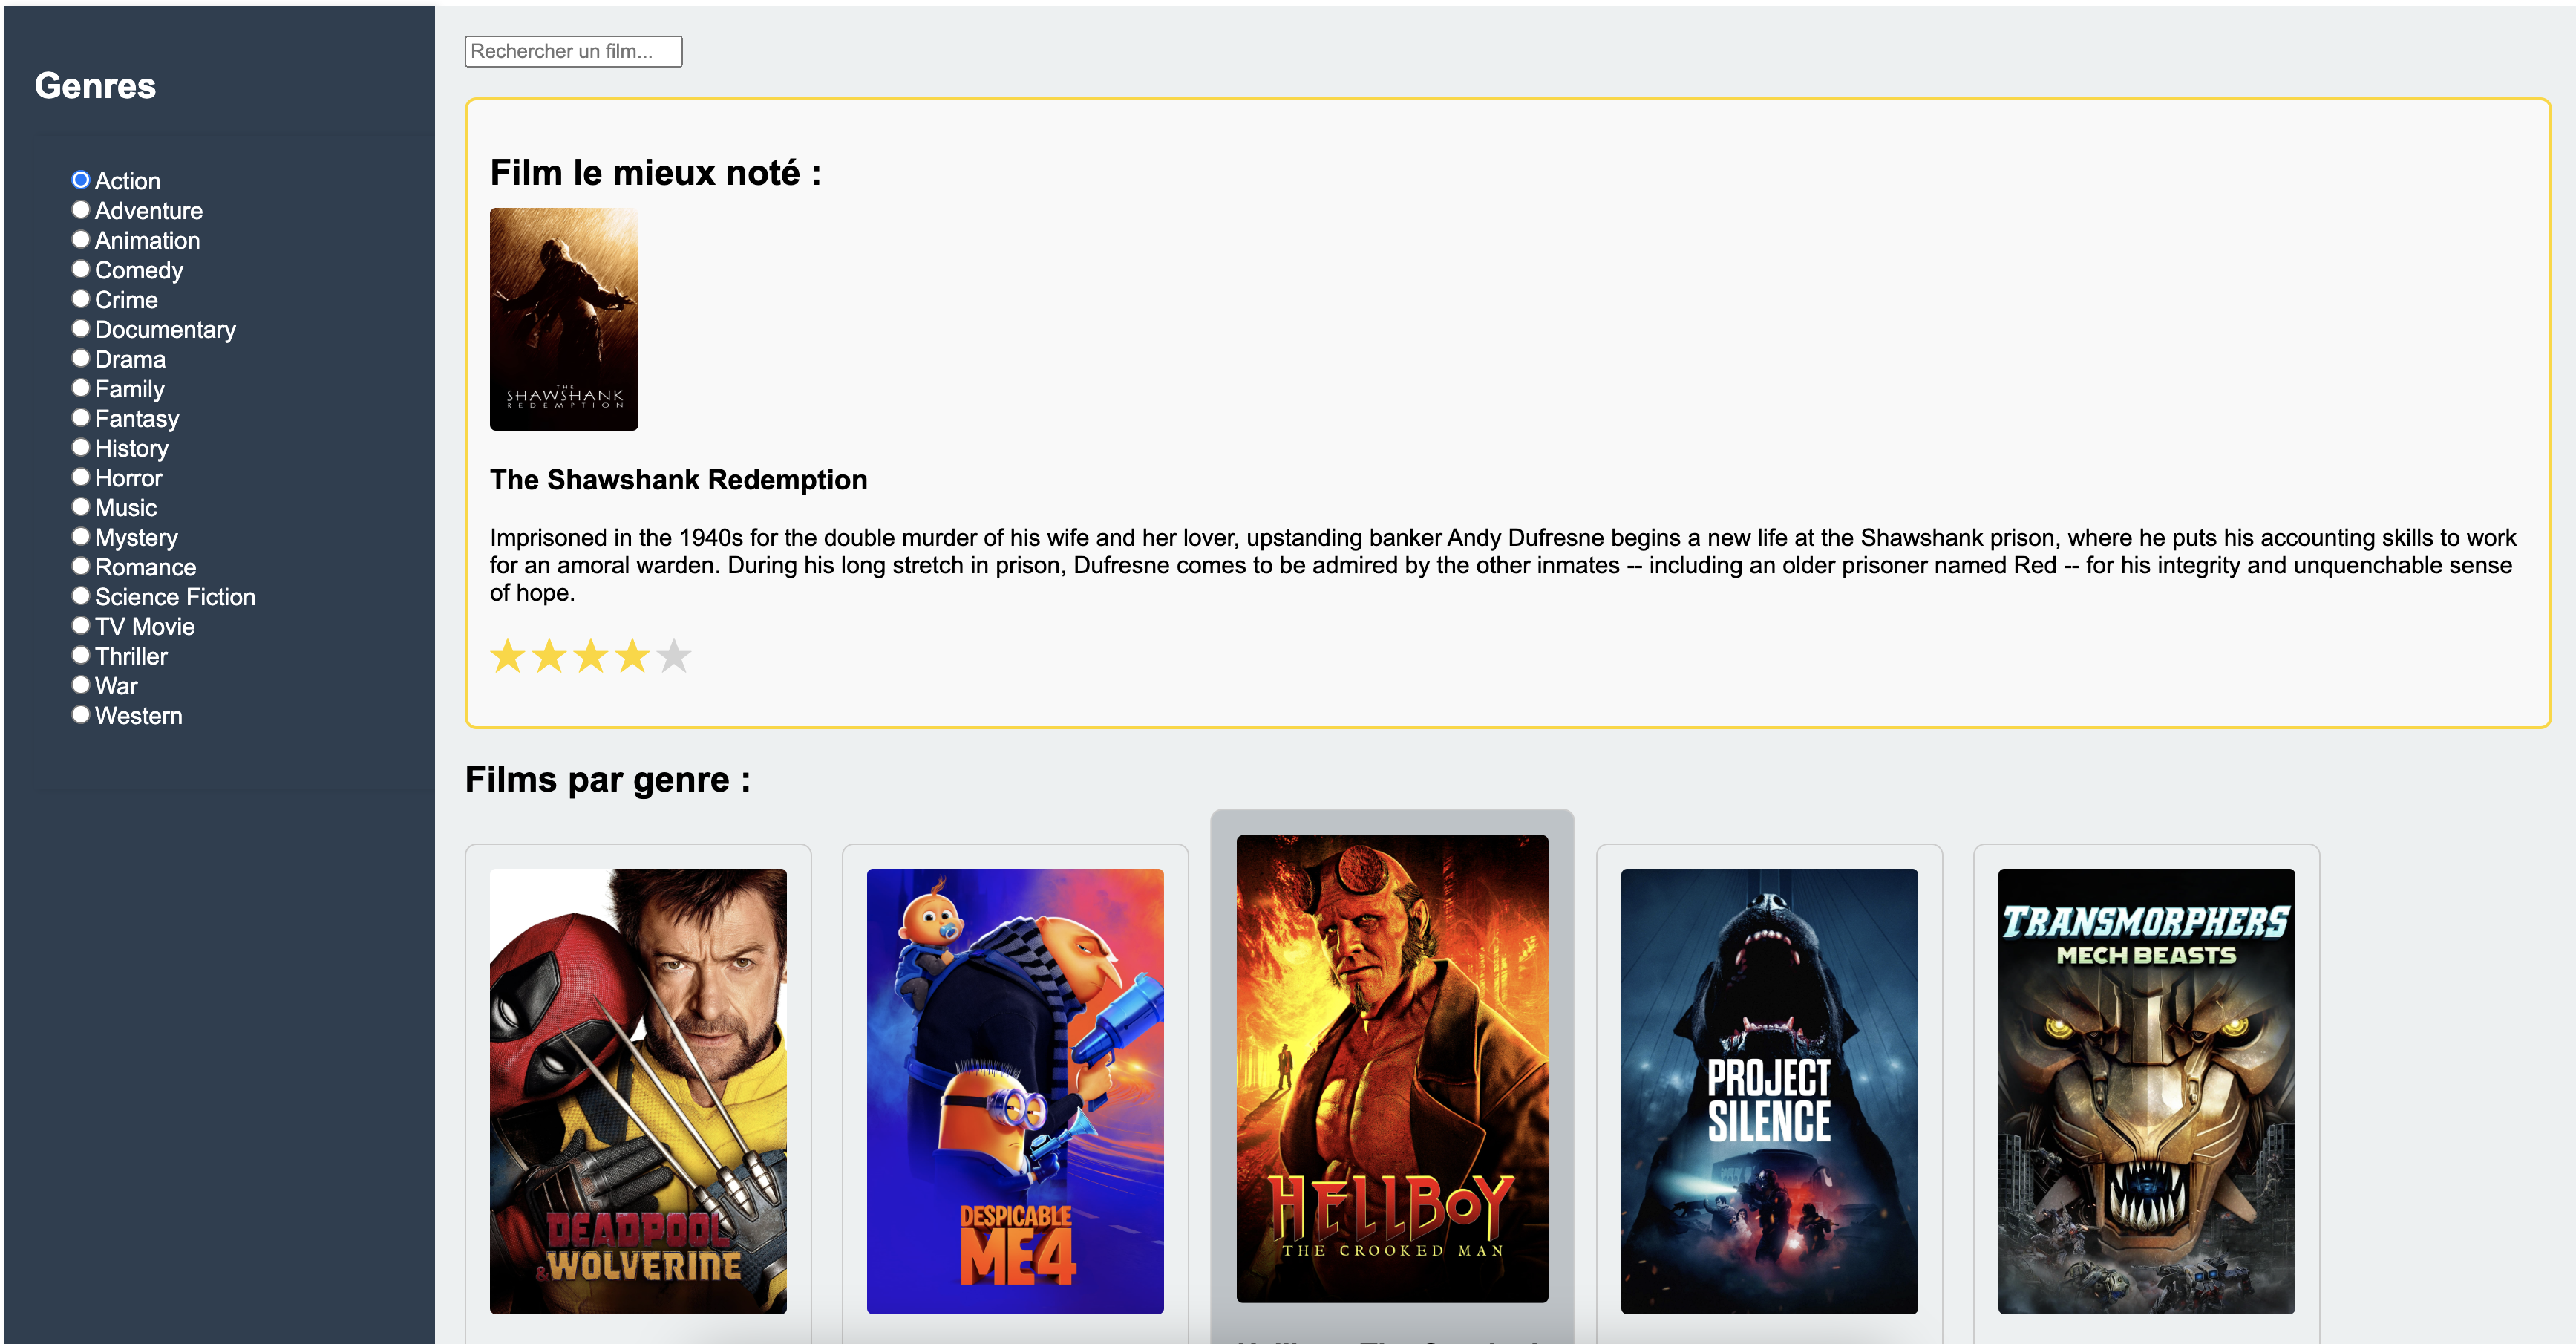 Genres
Action
Adventure
Animation
Comedy
Crime
Documentary
Drama
Family
Fantasy
History
Horror
Music
Mystery
Romance
Science Fiction
TV Movie
Thriller
War
Western
Rechercher un film...
Film le mieux noté :
THE
SHAWSHANK
REDEMPTION
The Shawshank Redemption
Imprisoned in the 1940s for the double murder of his wife and her lover, upstanding banker Andy Dufresne begins a new life at the Shawshank prison, where he puts his accounting skills to work
for an amoral warden. During his long stretch in prison, Dufresne comes to be admired by the other inmates -- including an older prisoner named Red -- for his integrity and unquenchable sense
of hope.
Films par genre :
DEADPOOL
& WOLVERINE
DESPICABLE
ME4
HELLBOY
THE CROOKED MAN
PROJECT
SILENCE
TRANSMORPHERS
MECH BEASTS